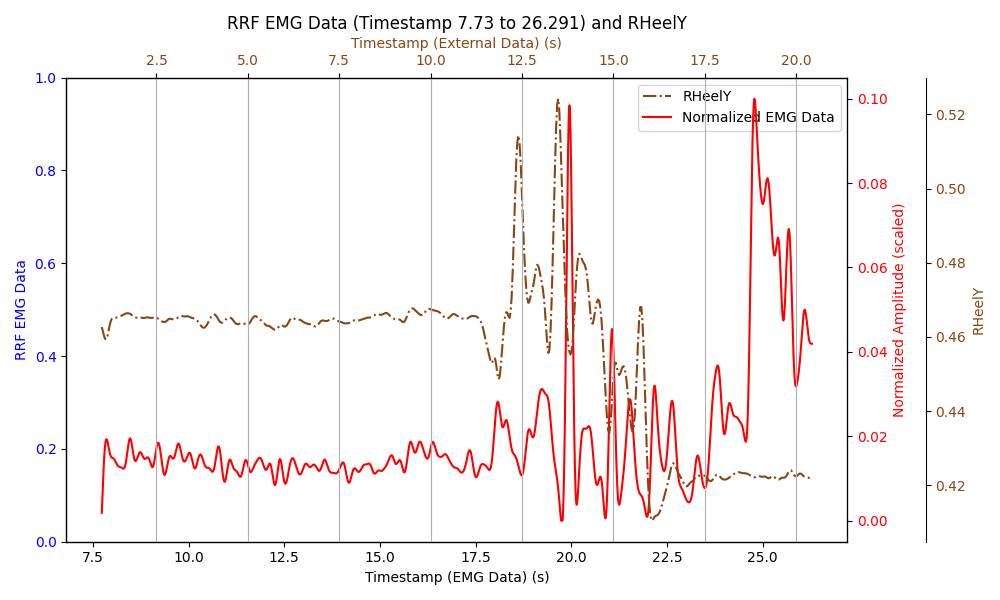 RRF EMG Data (Timestamp 7.73 to 26.291) and RHeelY
Timestamp (External Data) (s)
2.5 5.0 7.5 10.0 12.5 15.0 17.5 20.0
RHeelY
Normalized EMG Data
1.0
0.8
0.6
0.4
0.2
0.0
RRF EMG Data
0.10
0.08
0.06
0.04
0.02
0.00
Normalized Amplitude (scaled)
0.52
0.50
0.48
0.46
0.44
0.42
RHeelY
7.5 10.0 12.5 15.0 17.5 20.0 22.5 25.0
Timestamp (EMG Data) (s)